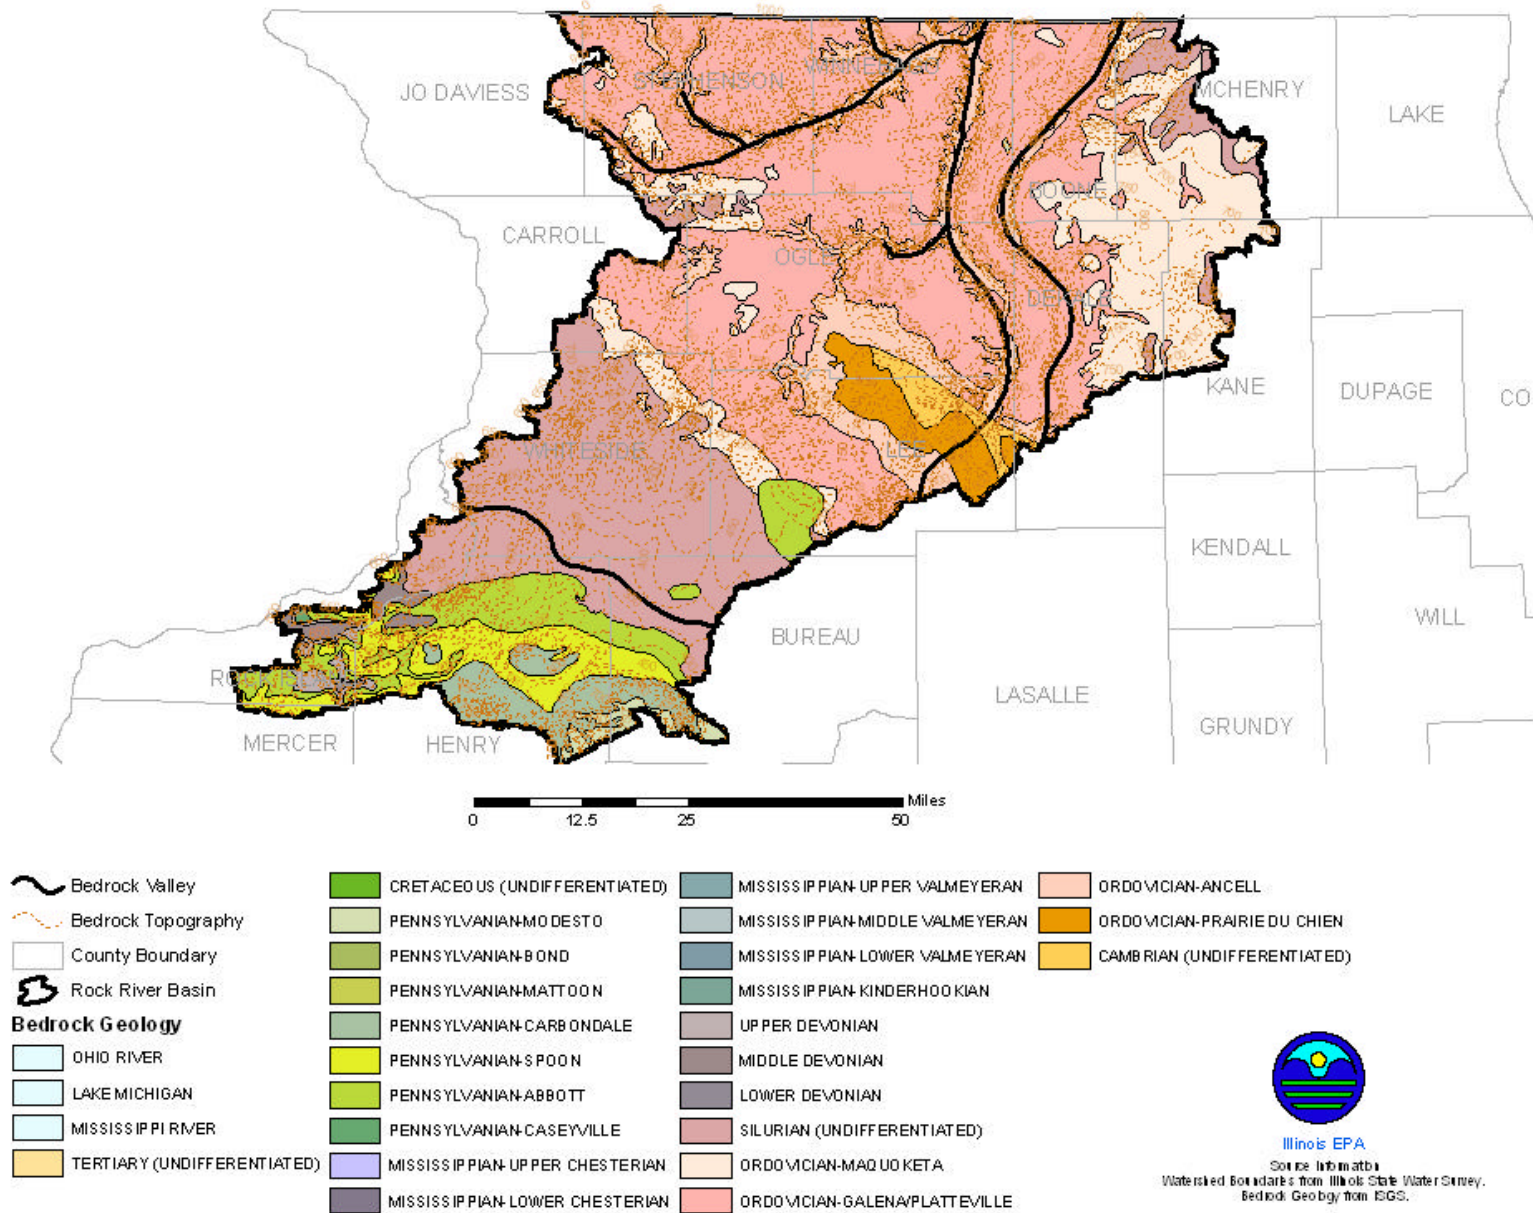 JO DAVIESS
STEPHENSON
WINNEBAGO
MCHENRY
LAKE
BOONE
CARROLL
OGLE
DEKALB
KANE
DUPAGE
CO
WHITESIDE
LEE
KENDALL
BUREAU
WILL
LASALLE
GRUNDY
MERCER
HENRY
Miles
0 12.5 25 50
Bedrock Valley
Bedrock Topography
County Boundary
Rock River Basin
Bedrock Geology
OHIO RIVER
LAKE MICHIGAN
MISSISSIPPI RIVER
TERTIARY (UNDIFFERENTIATED)
CRETACEOUS (UNDIFFERENTIATED)
PENNSYLVANIAN-MODESTO
PENNSYLVANIAN-BOND
PENNSYLVANIAN-MATTOON
PENNSYLVANIAN-CARBONDALE
PENNSYLVANIAN-SPOON
PENNSYLVANIAN-ABBOTT
PENNSYLVANIAN-CASEYVILLE
MISSISSIPPIAN-UPPER CHESTERIAN
MISSISSIPPIAN-LOWER CHESTERIAN
MISSISSIPPIAN-UPPER VALMEYERAN
MISSISSIPPIAN-MIDDLE VALMEYERAN
MISSISSIPPIAN-LOWER VALMEYERAN
MISSISSIPPIAN-KINDERHOOKIAN
UPPER DEVONIAN
MIDDLE DEVONIAN
LOWER DEVONIAN
SILURIAN (UNDIFFERENTIATED)
ORDOVICIAN-MAQUOKETA
ORDOVICIAN-GALENA/PLATTEVILLE
ORDOVICIAN-ANCELL
ORDOVICIAN-PRAIRIE DU CHIEN
CAMBRIAN (UNDIFFERENTIATED)
Illinois EPA
Source Information
Watershed Boundaries from Illinois State Water Survey.
Bedrock Geology from ISGS.